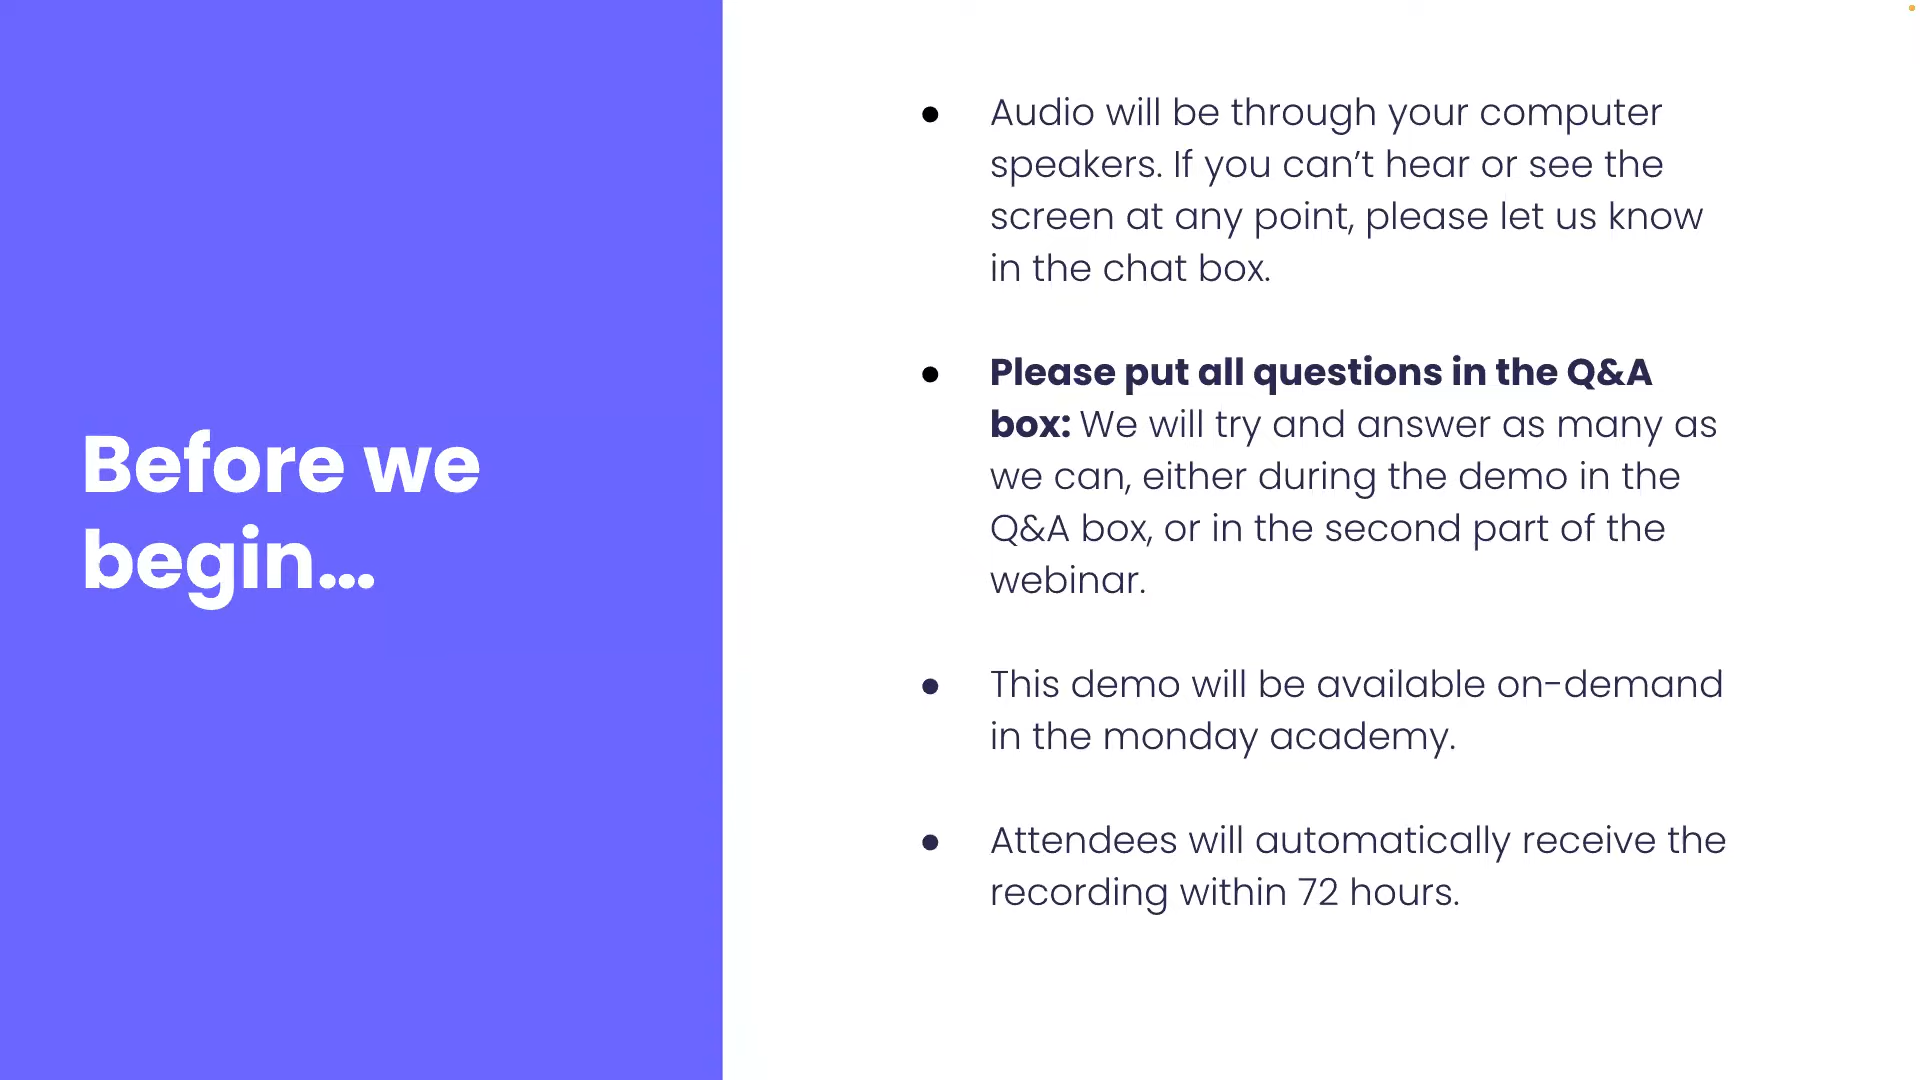 Before we
begin...
● Audio will be through your computer
speakers. If you can’t hear or see the
screen at any point, please let us know
in the chat box.
● Please put all questions in the Q&A
box: We will try and answer as many as
we can, either during the demo in the
Q&A box, or in the second part of the
webinar.
● This demo will be available on-demand
in the monday academy.
● Attendees will automatically receive the
recording within 72 hours.